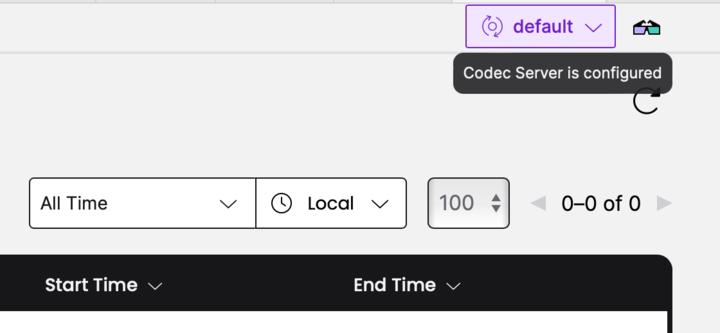 default
Codec Server is configured
All Time
Local
100
0–0 of 0
Start Time
End Time